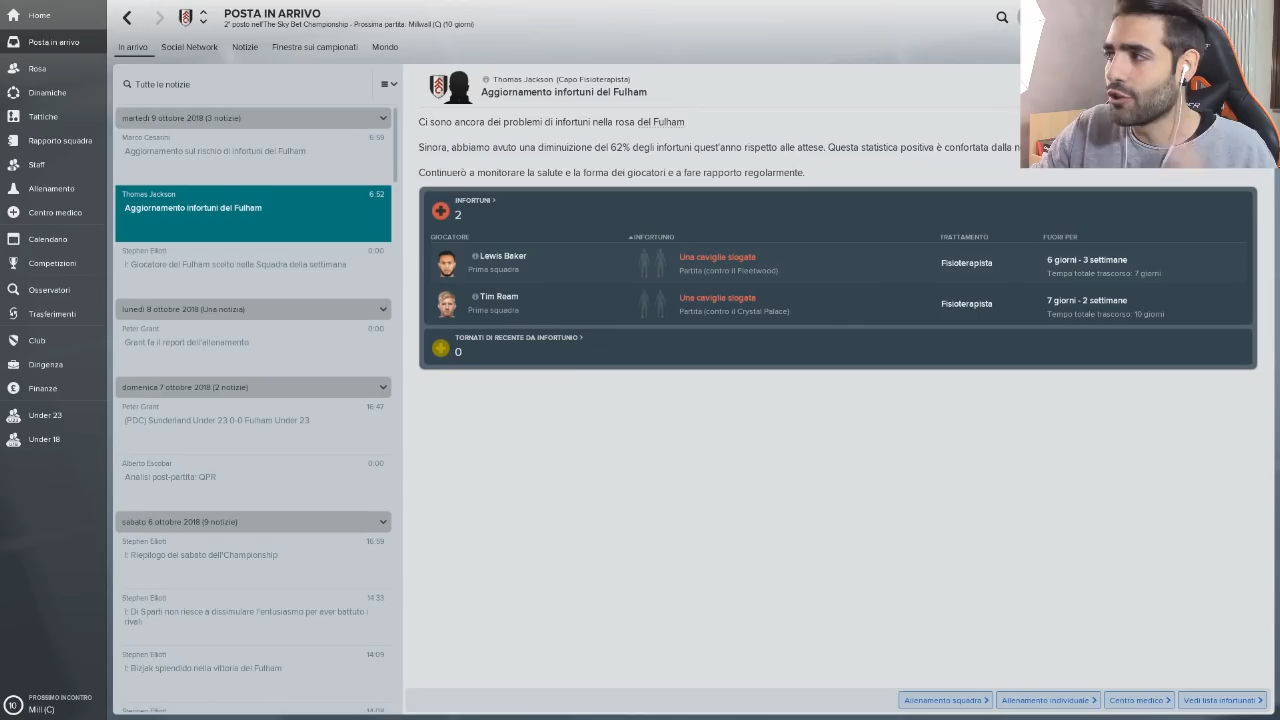 Home
Posta in arrivo
Rosa
Dinamiche
Tattiche
Rapporto squadra
Staff
Allenamento
Centro medico
Calendario
Competizioni
Osservatori
Trasferimenti
Club
Dirigenza
Finanze
Under 23
Under 18
10
PROSSIMO INCONTRO
Mill (C)
POSTA IN ARRIVO
2° posto nell'The Sky Bet Championship - Prossima partita: Millwall (C) (10 giorni)
In arrivo Social Network Notizie Finestra sui campionati Mondo
Tutte le notizie
martedì 9 ottobre 2018 (3 notizie)
Marco Cesarini 6:59
Aggiornamento sul rischio di infortuni del Fulham
Thomas Jackson 6:52
Aggiornamento infortuni del Fulham
Stephen Elliott 0:00
I: Giocatore del Fulham scelto nella Squadra della settimana
lunedì 8 ottobre 2018 (Una notizia)
Peter Grant 0:00
Grant fa il report dell'allenamento
domenica 7 ottobre 2018 (2 notizie)
Peter Grant 16:47
(PDC) Sunderland Under 23 0-0 Fulham Under 23
Alberto Escobar 0:00
Analisi post-partita: QPR
sabato 6 ottobre 2018 (9 notizie)
Stephen Elliott 16:59
I: Riepilogo del sabato dell'Championship
Stephen Elliott 14:33
I: Di Sparti non riesce a dissimulare l'entusiasmo per aver battuto i
rivali
Stephen Elliott 14:09
I: Bizjak splendido nella vittoria del Fulham
Stephen Elliott
Thomas Jackson (Capo Fisioterapista)
Aggiornamento infortuni del Fulham
Ci sono ancora dei problemi di infortuni nella rosa del Fulham
Sinora, abbiamo avuto una diminuzione del 62% degli infortuni quest'anno rispetto alle attese. Questa statistica positiva è confortata dalla
Continuerò a monitorare la salute e la forma dei giocatori e a fare rapporto regolarmente.
INFORTUNI
2
GIOCATORE INFORTUNIO TRATTAMENTO FUORI PER
Lewis Baker Una caviglia slogata Fisioterapista 6 giorni - 3 settimane
Prima squadra Partita (contro il Fleetwood) Tempo totale trascorso: 7 giorni
Tim Ream Una caviglia slogata Fisioterapista 7 giorni - 2 settimane
Prima squadra Partita (contro il Crystal Palace) Tempo totale trascorso: 10 giorni
TORNATI DI RECENTE DA INFORTUNIO
0
Allenamento squadra Allenamento individuale Centro medico Vedi lista infortunati